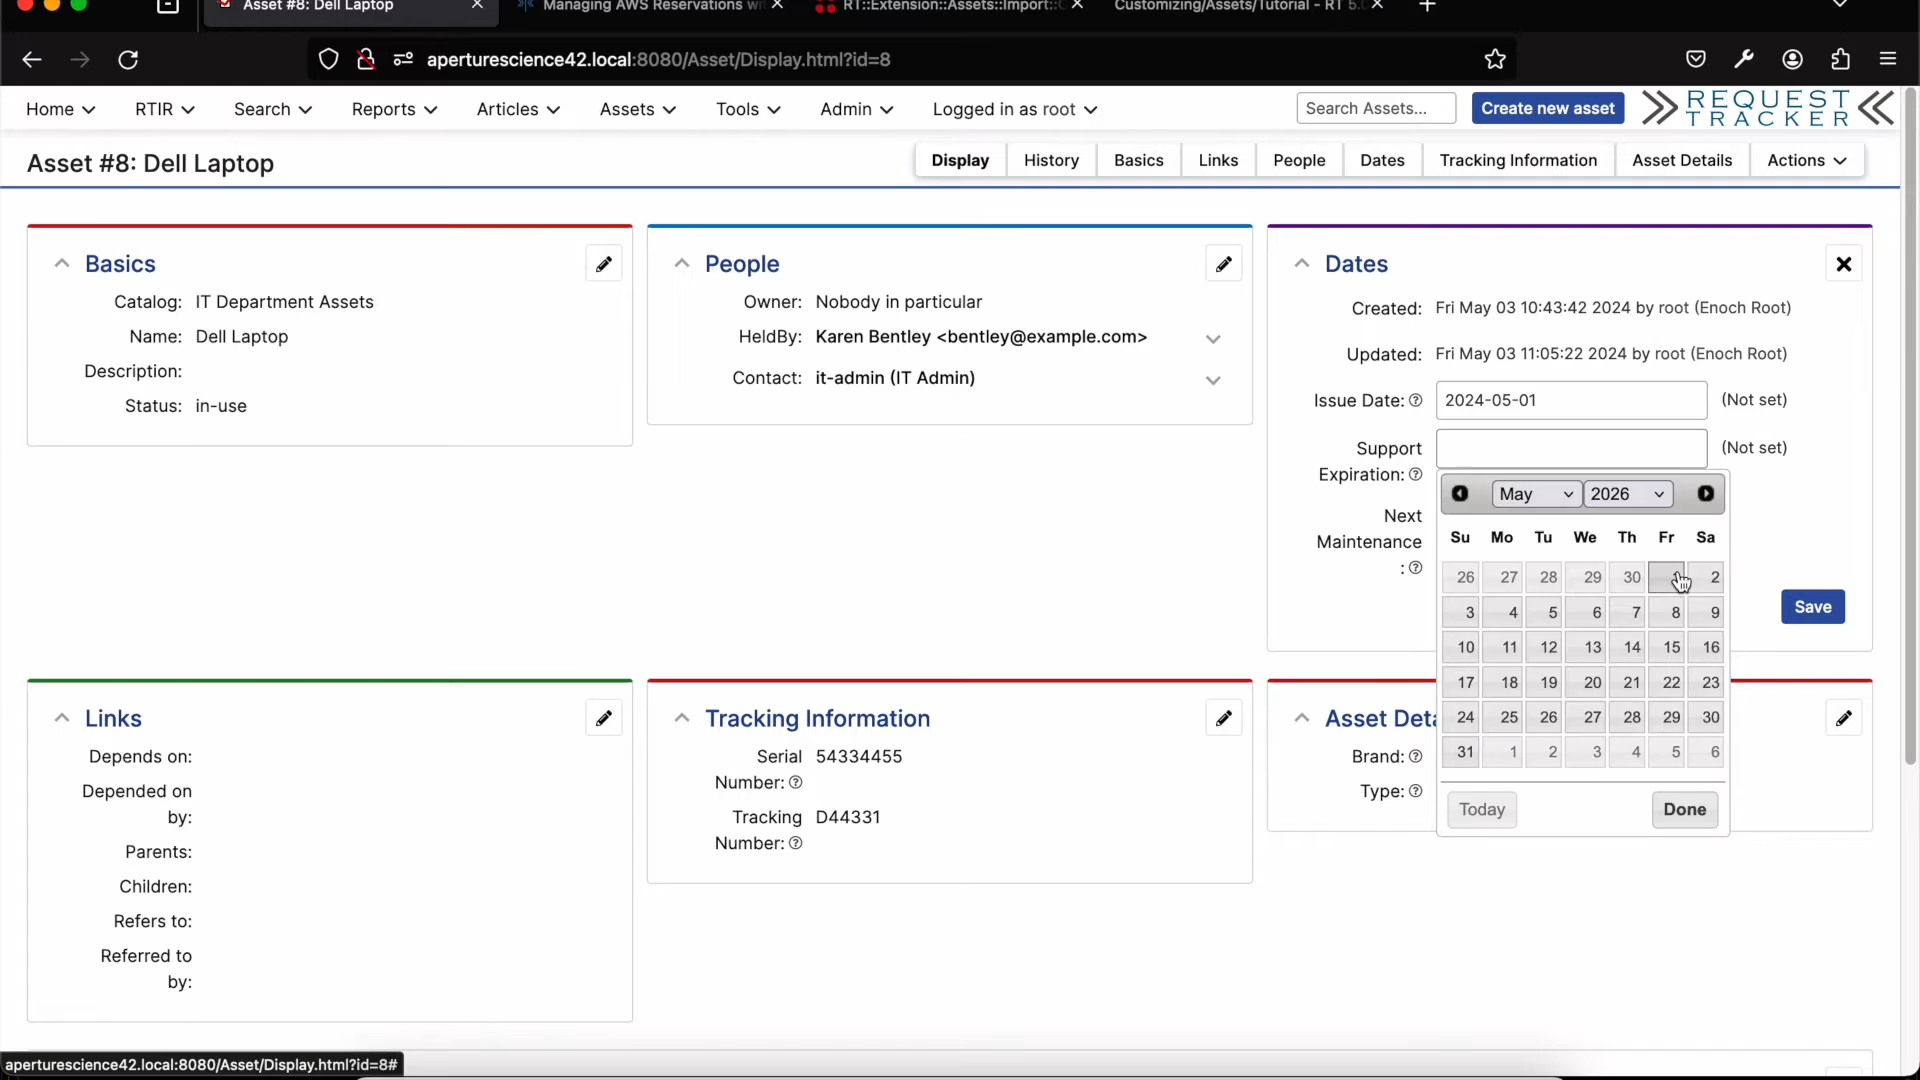 Asset #8: Dell Laptop
Managing AWS Reservations wi
RT::Extension::Assets::Import::C
Customizing/Assets/Tutorial - RT 5.0
aperturescience42.local:8080/Asset/Display.html?id=8
Home RTIR Search Reports Articles Assets Tools Admin Logged in as root Search Assets... Create new asset REQUEST TRACKER
Asset #8: Dell Laptop
Display History Basics Links People Dates Tracking Information Asset Details Actions
Basics
Catalog: IT Department Assets
Name: Dell Laptop
Description:
Status: in-use
People
Owner: Nobody in particular
HeldBy: Karen Bentley <bentley@example.com>
Contact: it-admin (IT Admin)
Dates
Created: Fri May 03 10:43:42 2024 by root (Enoch Root)
Updated: Fri May 03 11:05:22 2024 by root (Enoch Root)
Issue Date: 2024-05-01 (Not set)
Support
Expiration: (Not set)
Next
Maintenance
:
May 2026
Su Mo Tu We Th Fr Sa
26 27 28 29 30 1 2
3 4 5 6 7 8 9
10 11 12 13 14 15 16
17 18 19 20 21 22 23
24 25 26 27 28 29 30
31 1 2 3 4 5 6
Today Done
Save
Links
Depends on:
Depended on
by:
Parents:
Children:
Refers to:
Referred to
by:
Tracking Information
Serial
Number: 54334455
Tracking
Number: D44331
Asset Deta
Brand:
Type:
aperturescience42.local:8080/Asset/Display.html?id=8#